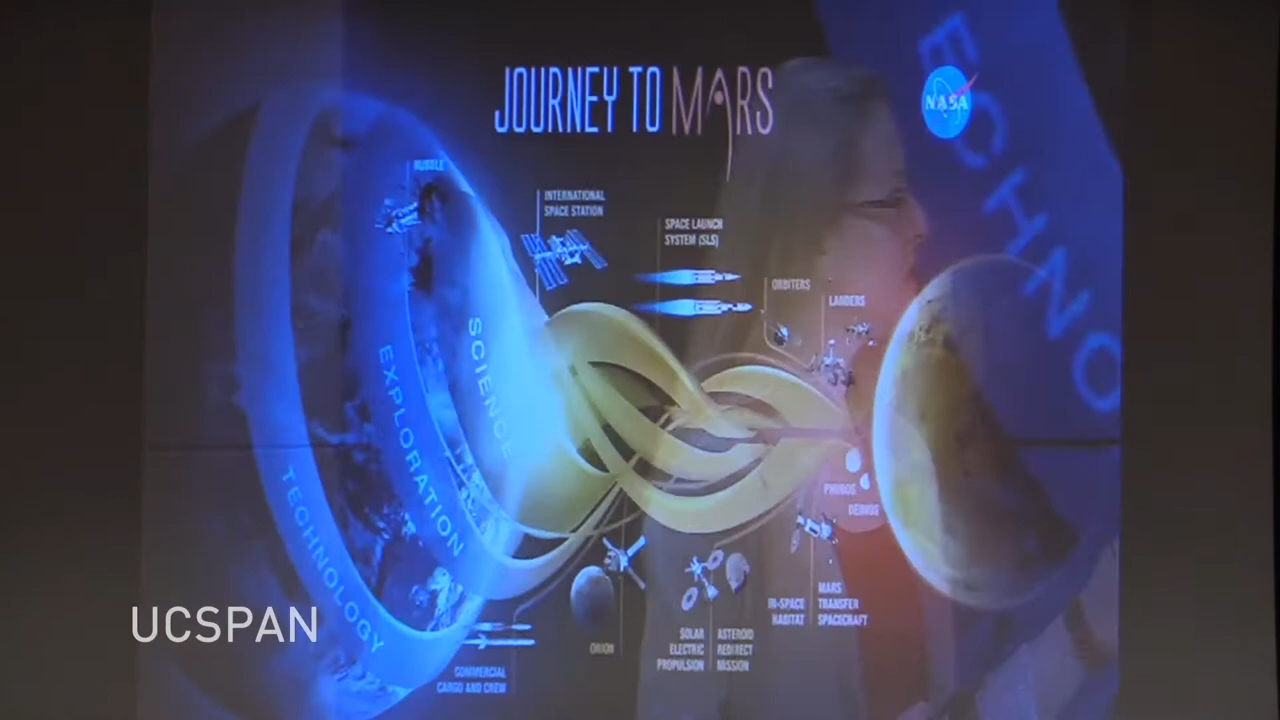 JOURNEY TO MARS
NASA
TECHNO
HUBBLE
INTERNATIONAL
SPACE STATION
SPACE LAUNCH
SYSTEM (SLS)
ORBITERS
LANDERS
SCIENCE
EXPLORATION
TECHNOLOGY
PHOBOS
DEIMOS
ORION
SOLAR
ELECTRIC
PROPULSION
ASTEROID
REDIRECT
MISSION
IN-SPACE
HABITAT
MARS
TRANSFER
SPACECRAFT
COMMERCIAL
CARGO AND CREW
UCSPAN